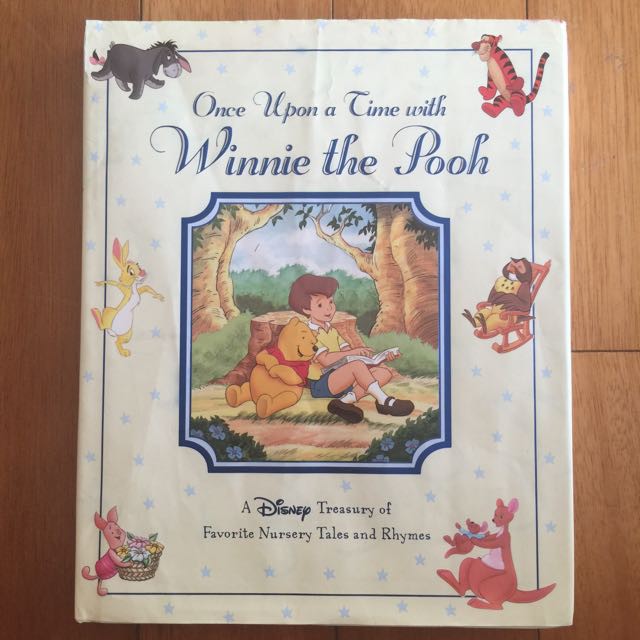 Once Upon a Time with
Winnie the Pooh
A Disney Treasury of
Favorite Nursery Tales and Rhymes